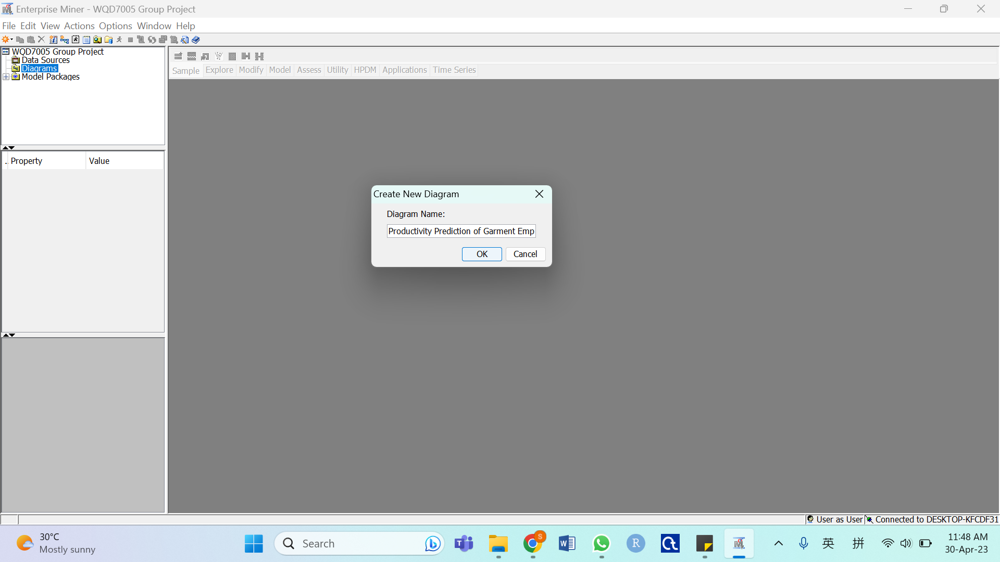 Enterprise Miner - WQD7005 Group Project
File Edit View Actions Options Window Help
WQD7005 Group Project
Data Sources
Diagrams
Model Packages
Sample Explore Modify Model Assess Utility HPDM Applications Time Series
.. Property Value
Create New Diagram
Diagram Name:
Productivity Prediction of Garment Emp
OK Cancel
User as User Connected to DESKTOP-KFCDF31
30°C
Mostly sunny
Search
S
T
W
R
Ct
英
拼
11:48 AM
30-Apr-23